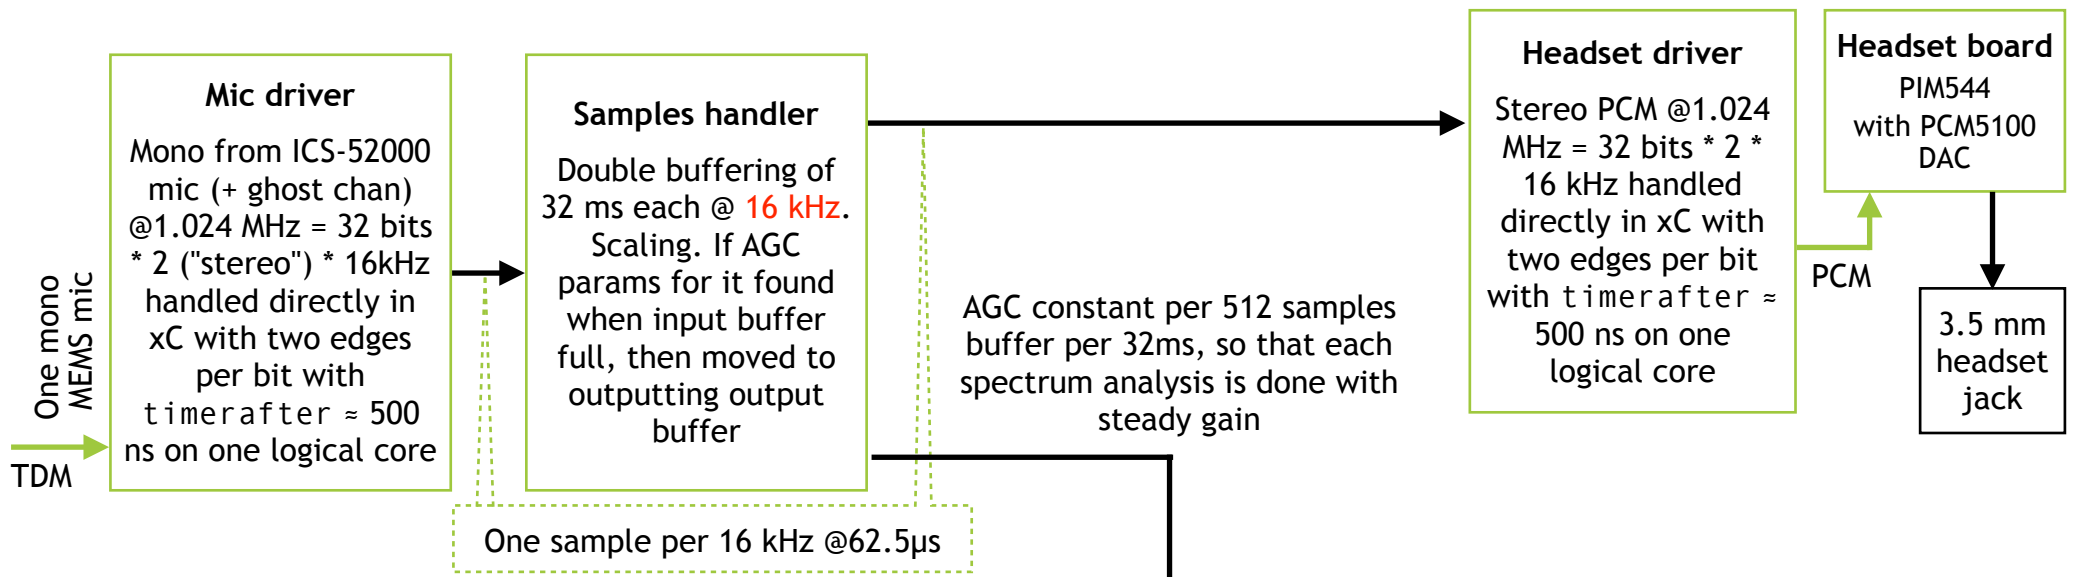 One mono
MEMS mic
TDM
Mic driver
Mono from ICS-52000
mic (+ ghost chan)
@1.024 MHz = 32 bits
* 2 ("stereo") * 16kHz
handled directly in
xC with two edges
per bit with
timerafter ≈ 500
ns on one logical core
Samples handler
Double buffering of
32 ms each @ 16 kHz.
Scaling. If AGC
params for it found
when input buffer
full, then moved to
outputting output
buffer
One sample per 16 kHz @62.5µs
AGC constant per 512 samples
buffer per 32ms, so that each
spectrum analysis is done with
steady gain
Headset driver
Stereo PCM @1.024
MHz = 32 bits * 2 *
16 kHz handled
directly in xC with
two edges per bit
with timerafter ≈
500 ns on one
logical core
PCM
Headset board
PIM544
with PCM5100
DAC
3.5 mm
headset
jack